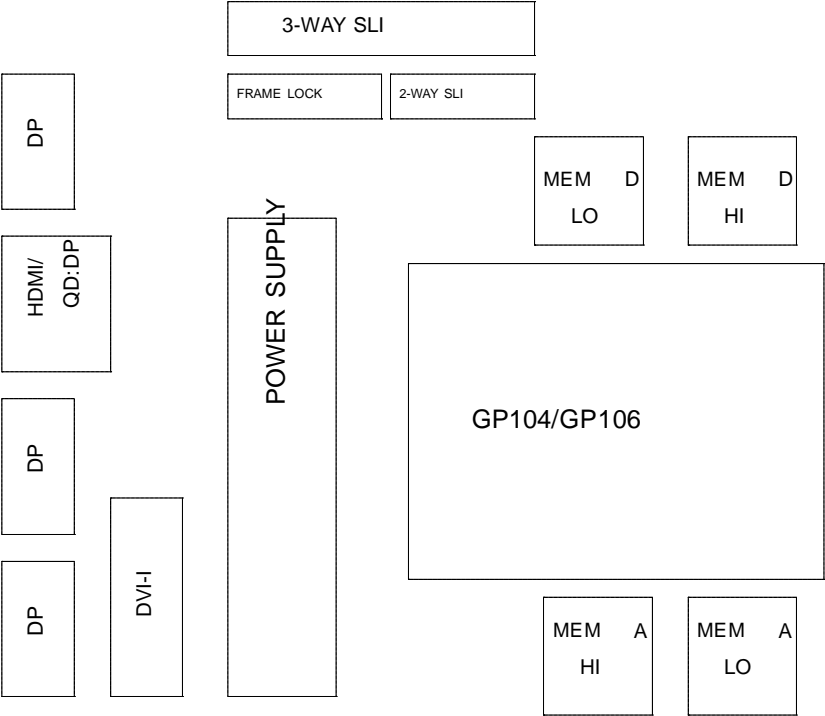 3-WAY SLI
FRAME LOCK
2-WAY SLI
DP
MEM D
LO
MEM D
HI
HDMI/
QD:DP
POWER SUPPLY
GP104/GP106
DP
DVI-I
DP
MEM A
HI
MEM A
LO